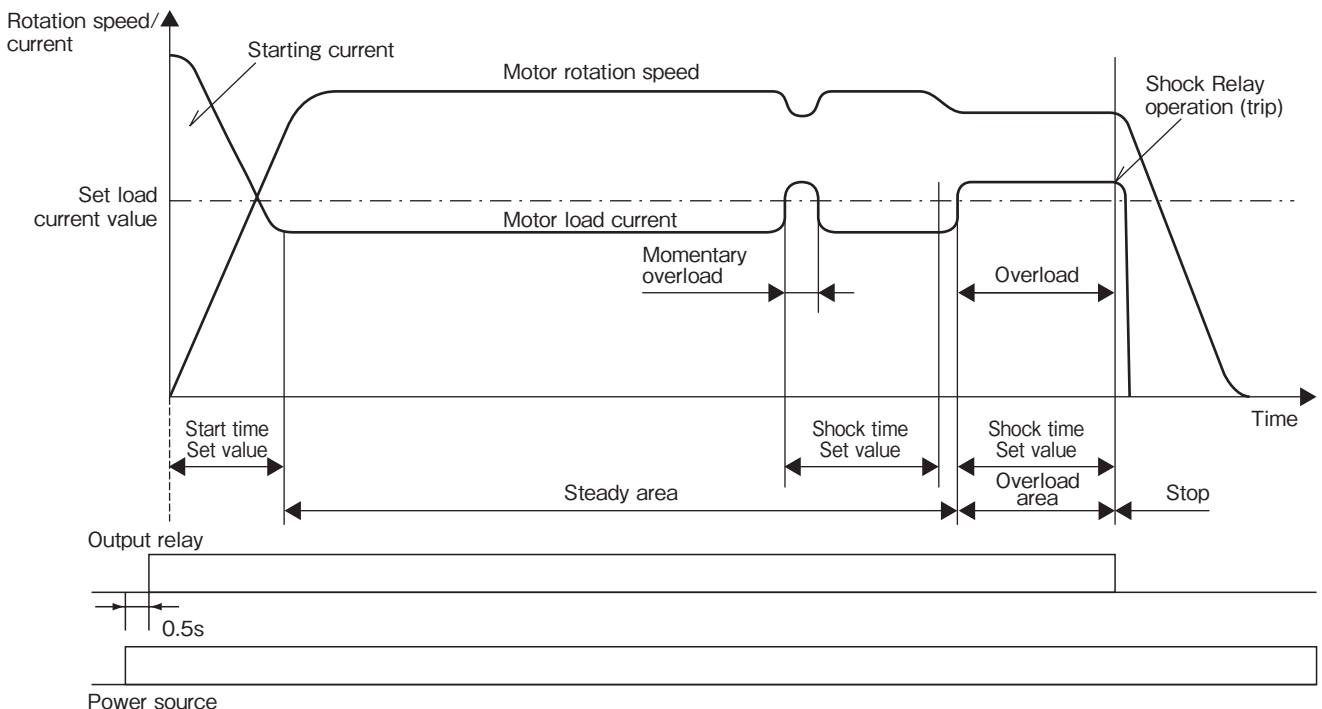 Rotation speed/
current
Starting current
Motor rotation speed
Shock Relay
operation (trip)
Set load
current value
Motor load current
Momentary
overload
Overload
Time
Start time
Set value
Shock time
Set value
Shock time
Set value
Steady area
Overload
area
Stop
Output relay
0.5s
Power source